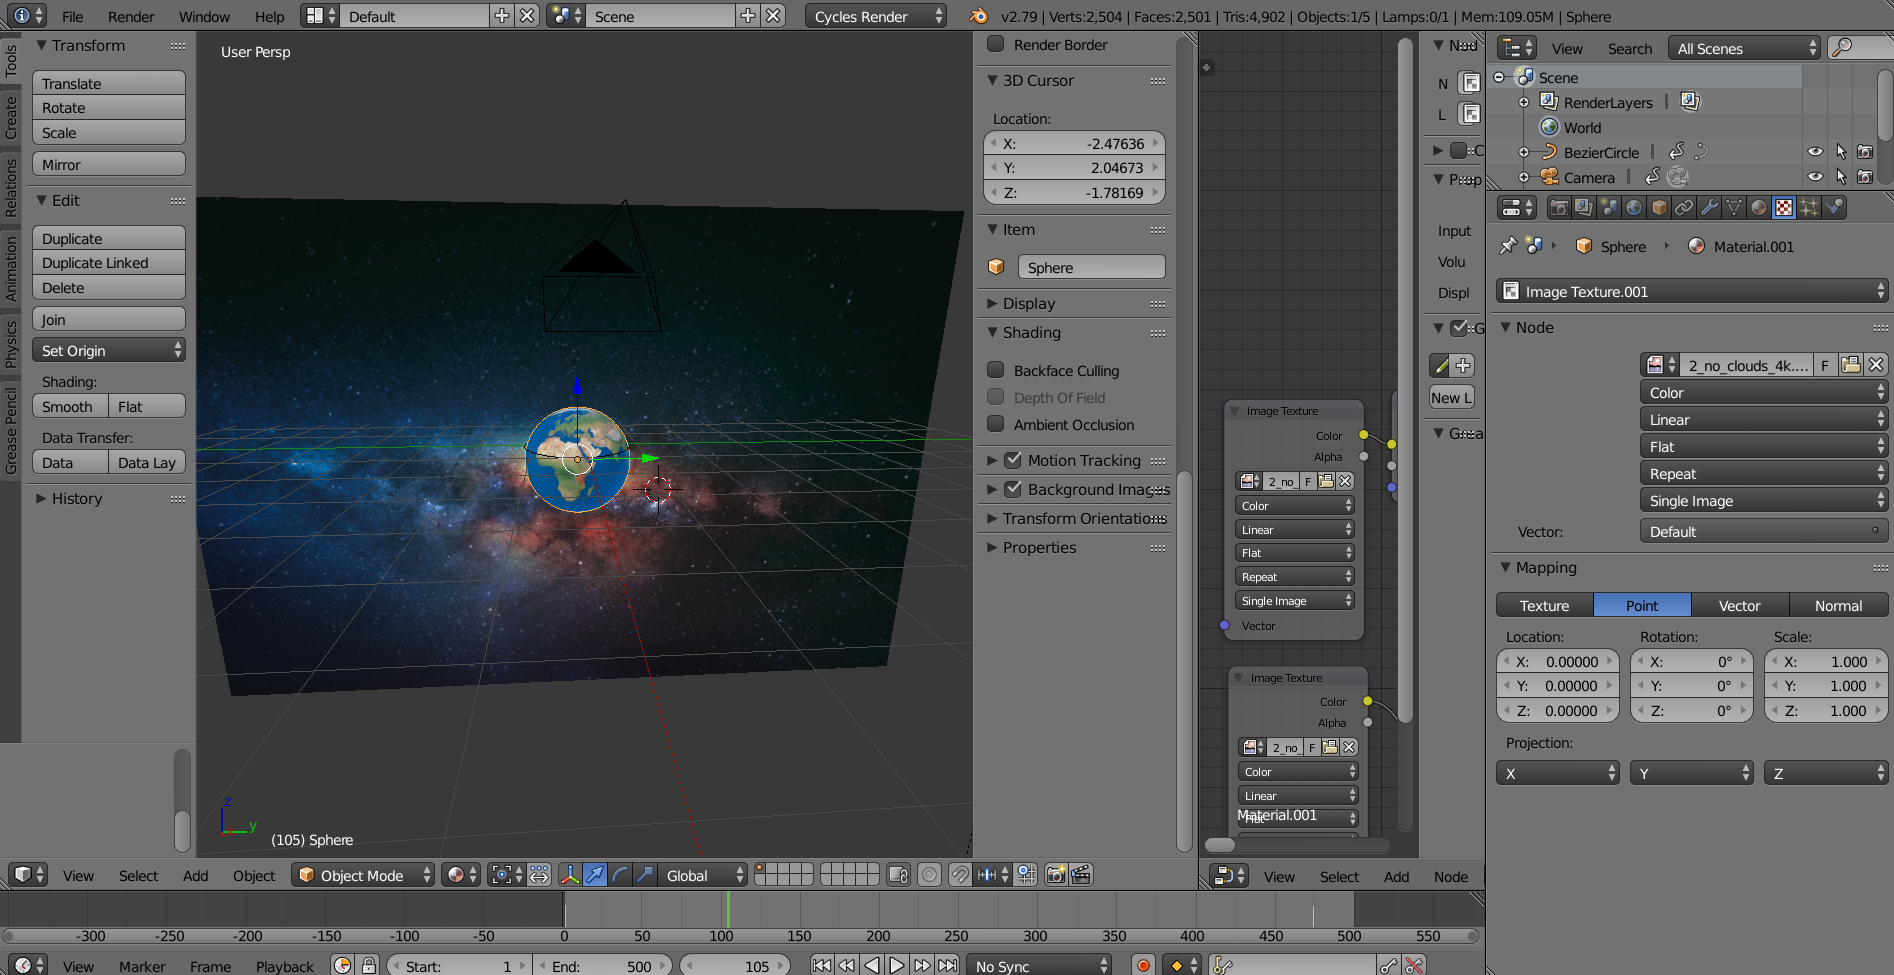 File Render Window Help Default Scene Cycles Render v2.79 | Verts:2,504 | Faces:2,501 | Tris:4,902 | Objects:1/5 | Lamps:0/1 | Mem:109.05M | Sphere
Tools
Create
Relations
Animation
Physics
Grease Pencil
Transform
Translate
Rotate
Scale
Mirror
Edit
Duplicate
Duplicate Linked
Delete
Join
Set Origin
Shading:
Smooth Flat
Data Transfer:
Data Data Lay
History
User Persp
z
y
(105) Sphere
Render Border
3D Cursor
Location:
X: -2.47636
Y: 2.04673
Z: -1.78169
Item
Sphere
Display
Shading
Backface Culling
Depth Of Field
Ambient Occlusion
Motion Tracking
Background Images
Transform Orientations
Properties
Image Texture
Color
Alpha
2_no_ F
Color
Linear
Flat
Repeat
Single Image
Vector
Image Texture
Color
Alpha
2_no_ F
Color
Linear
Flat
Material.001
N
L
C
Prop
Input
Volu
Displ
G
New L
Grea
View Search All Scenes
Scene
RenderLayers
World
BezierCircle
Camera
Sphere Material.001
Image Texture.001
Node
2_no_clouds_4k.... F
Color
Linear
Flat
Repeat
Single Image
Vector: Default
Mapping
Texture Point Vector Normal
Location: Rotation: Scale:
X: 0.00000 X: 0° X: 1.000
Y: 0.00000 Y: 0° Y: 1.000
Z: 0.00000 Z: 0° Z: 1.000
Projection:
X Y Z
View Select Add Object Object Mode Global
View Select Add Node
-300 -250 -200 -150 -100 -50 0 50 100 150 200 250 300 350 400 450 500 550
View Marker Frame Playback Start: 1 End: 500 105 No Sync